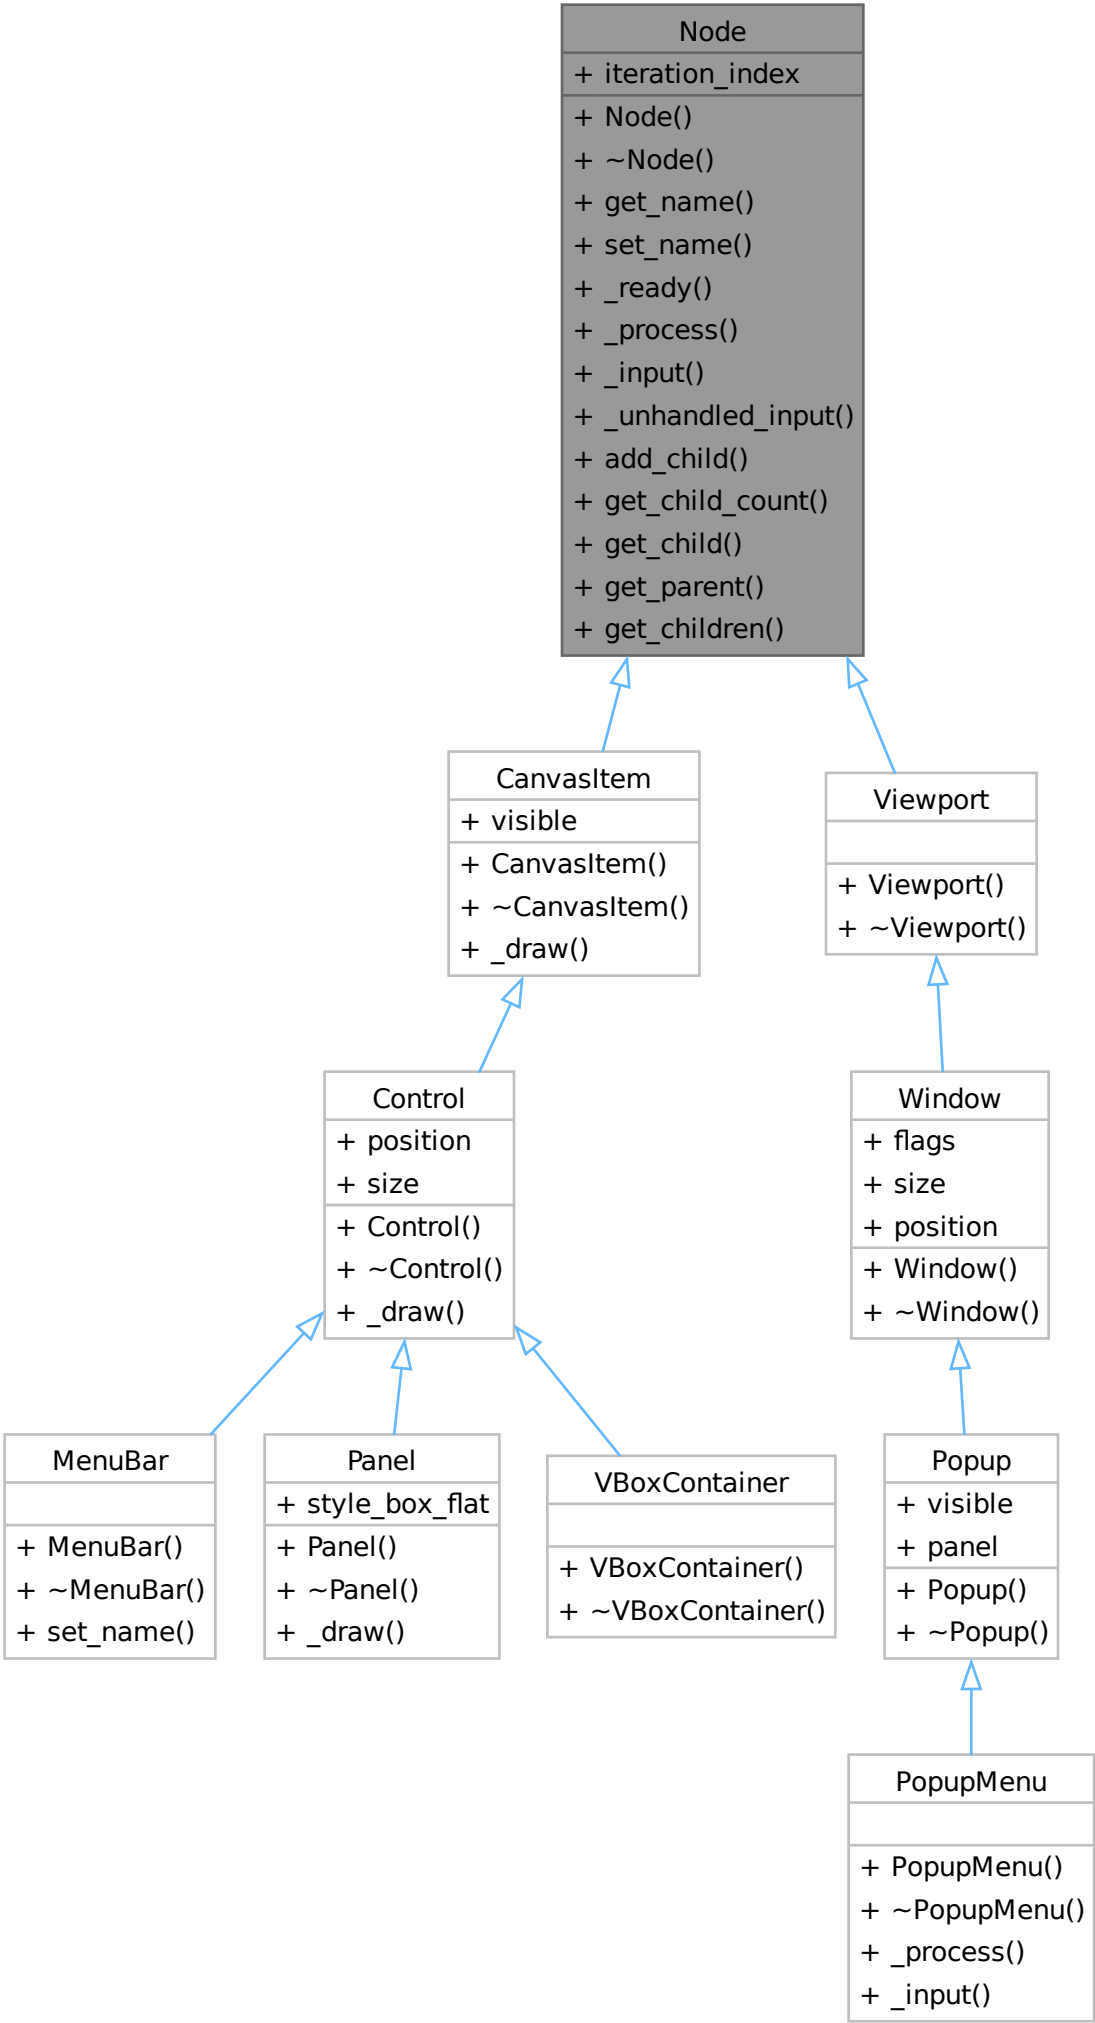 Node
+ iteration_index
+ Node()
+ ~Node()
+ get_name()
+ set_name()
+ _ready()
+ _process()
+ _input()
+ _unhandled_input()
+ add_child()
+ get_child_count()
+ get_child()
+ get_parent()
+ get_children()
CanvasItem
+ visible
+ CanvasItem()
+ ~CanvasItem()
+ _draw()
Viewport
+ Viewport()
+ ~Viewport()
Control
+ position
+ size
+ Control()
+ ~Control()
+ _draw()
Window
+ flags
+ size
+ position
+ Window()
+ ~Window()
MenuBar
+ MenuBar()
+ ~MenuBar()
+ set_name()
Panel
+ style_box_flat
+ Panel()
+ ~Panel()
+ _draw()
VBoxContainer
+ VBoxContainer()
+ ~VBoxContainer()
Popup
+ visible
+ panel
+ Popup()
+ ~Popup()
PopupMenu
+ PopupMenu()
+ ~PopupMenu()
+ _process()
+ _input()